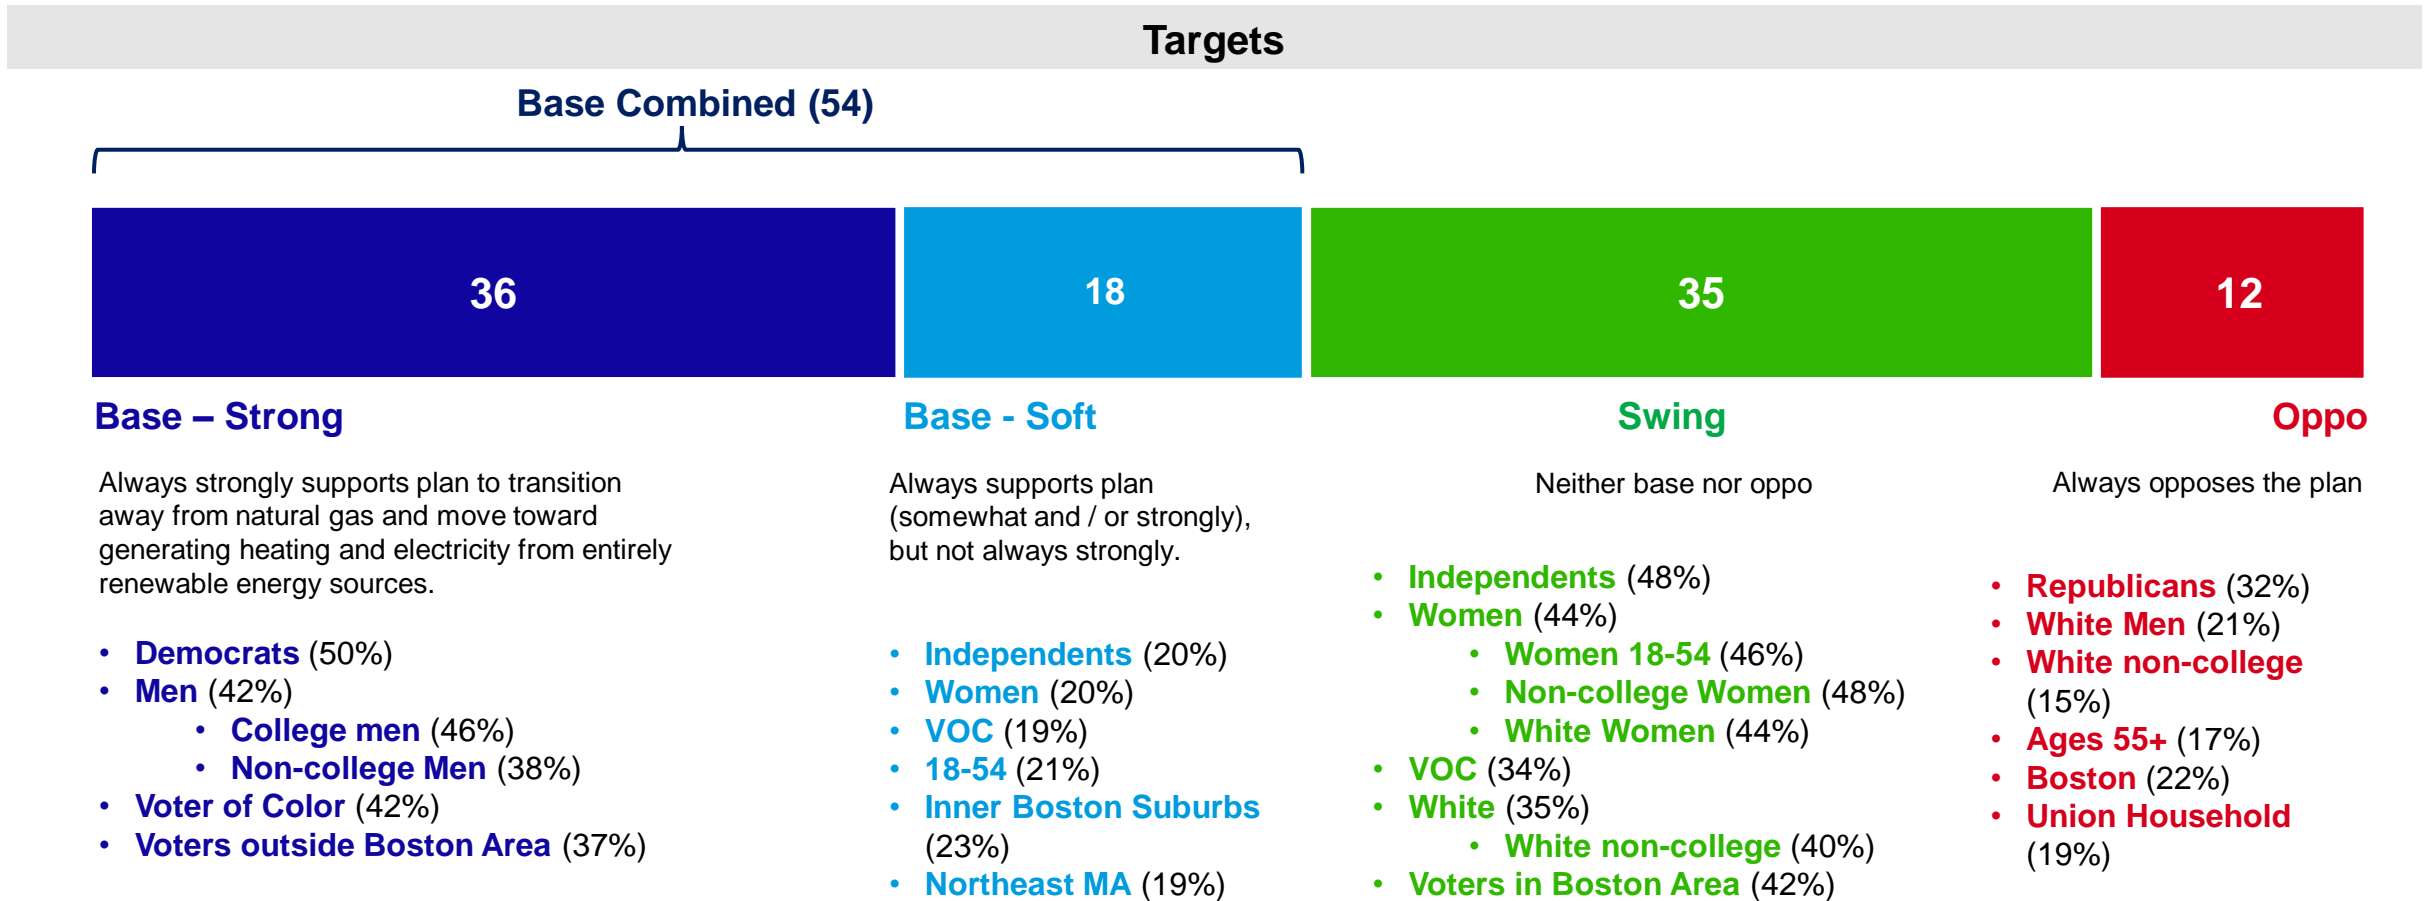 Targets
Base Combined (54)
36
18
35
12
Base – Strong
Always strongly supports plan to transition
away from natural gas and move toward
generating heating and electricity from entirely
renewable energy sources.
• Democrats (50%)
• Men (42%)
• College men (46%)
• Non-college Men (38%)
• Voter of Color (42%)
• Voters outside Boston Area (37%)
Base - Soft
Always supports plan
(somewhat and / or strongly),
but not always strongly.
• Independents (20%)
• Women (20%)
• VOC (19%)
• 18-54 (21%)
• Inner Boston Suburbs
(23%)
• Northeast MA (19%)
Swing
Neither base nor oppo
• Independents (48%)
• Women (44%)
• Women 18-54 (46%)
• Non-college Women (48%)
• White Women (44%)
• VOC (34%)
• White (35%)
• White non-college (40%)
• Voters in Boston Area (42%)
Oppo
Always opposes the plan
• Republicans (32%)
• White Men (21%)
• White non-college
(15%)
• Ages 55+ (17%)
• Boston (22%)
• Union Household
(19%)